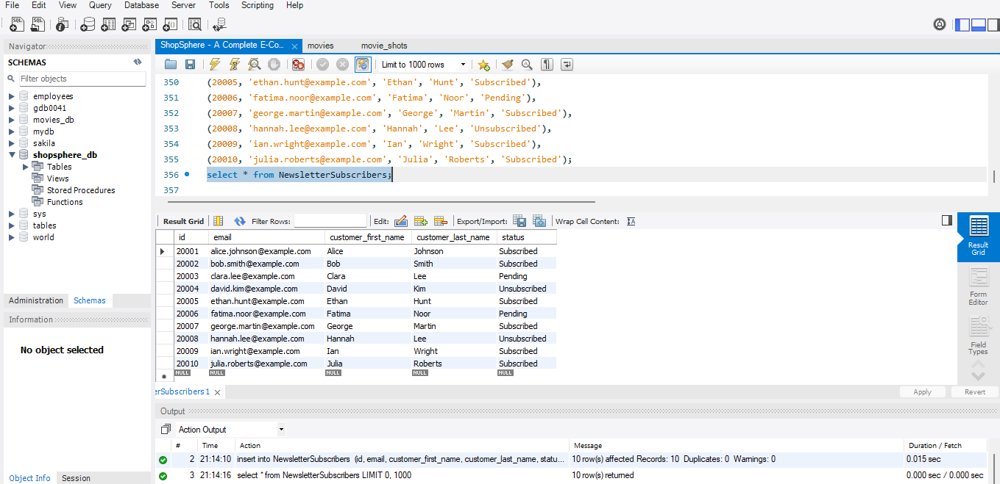 File Edit View Query Database Server Tools Scripting Help
Navigator
SCHEMAS
Filter objects
employees
gdb0041
movies_db
mydb
sakila
shopsphere_db
Tables
Views
Stored Procedures
Functions
sys
tables
world
Administration Schemas
Information
No object selected
Object Info Session
ShopSphere - A Complete E-Co... movies movie_shots
Limit to 1000 rows
350 (20005, 'ethan.hunt@example.com', 'Ethan', 'Hunt', 'Subscribed'),
351 (20006, 'fatima.noor@example.com', 'Fatima', 'Noor', 'Pending'),
352 (20007, 'george.martin@example.com', 'George', 'Martin', 'Subscribed'),
353 (20008, 'hannah.lee@example.com', 'Hannah', 'Lee', 'Unsubscribed'),
354 (20009, 'ian.wright@example.com', 'Ian', 'Wright', 'Subscribed'),
355 (20010, 'julia.roberts@example.com', 'Julia', 'Roberts', 'Subscribed');
356 select * from NewsletterSubscribers;
357
Result Grid Filter Rows: Edit: Export/Import: Wrap Cell Content:
id email customer_first_name customer_last_name status
20001 alice.johnson@example.com Alice Johnson Subscribed
20002 bob.smith@example.com Bob Smith Subscribed
20003 clara.lee@example.com Clara Lee Pending
20004 david.kim@example.com David Kim Unsubscribed
20005 ethan.hunt@example.com Ethan Hunt Subscribed
20006 fatima.noor@example.com Fatima Noor Pending
20007 george.martin@example.com George Martin Subscribed
20008 hannah.lee@example.com Hannah Lee Unsubscribed
20009 ian.wright@example.com Ian Wright Subscribed
20010 julia.roberts@example.com Julia Roberts Subscribed
NULL NULL NULL NULL NULL
Result
Grid
Form
Editor
Field
Types
erSubscribers 1 Apply Revert
Output
Action Output
# Time Action Message Duration / Fetch
2 21:14:10 insert into NewsletterSubscribers (id, email, customer_first_name, customer_last_name, statu... 10 row(s) affected Records: 10 Duplicates: 0 Warnings: 0 0.015 sec
3 21:14:16 select * from NewsletterSubscribers LIMIT 0, 1000 10 row(s) returned 0.000 sec / 0.000 sec